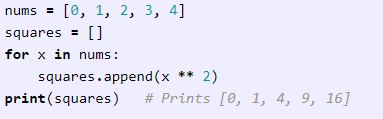 nums = [0, 1, 2, 3, 4]
squares = []
for x in nums:
    squares.append(x ** 2)
print(squares)   # Prints [0, 1, 4, 9, 16]